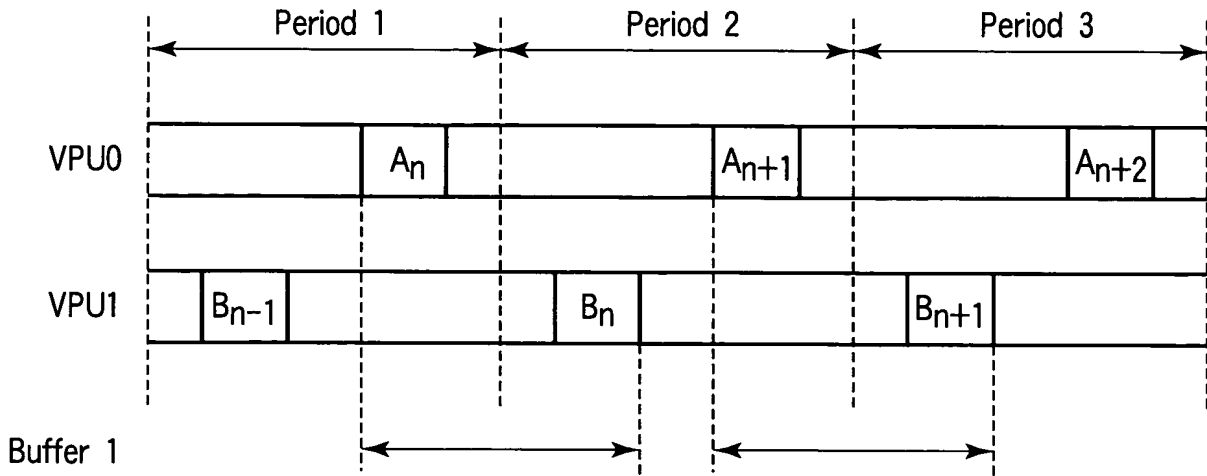 Period 1 Period 2 Period 3
VPU0 Aₙ Aₙ₊₁ Aₙ₊₂
VPU1 Bₙ₋₁ Bₙ Bₙ₊₁
Buffer 1